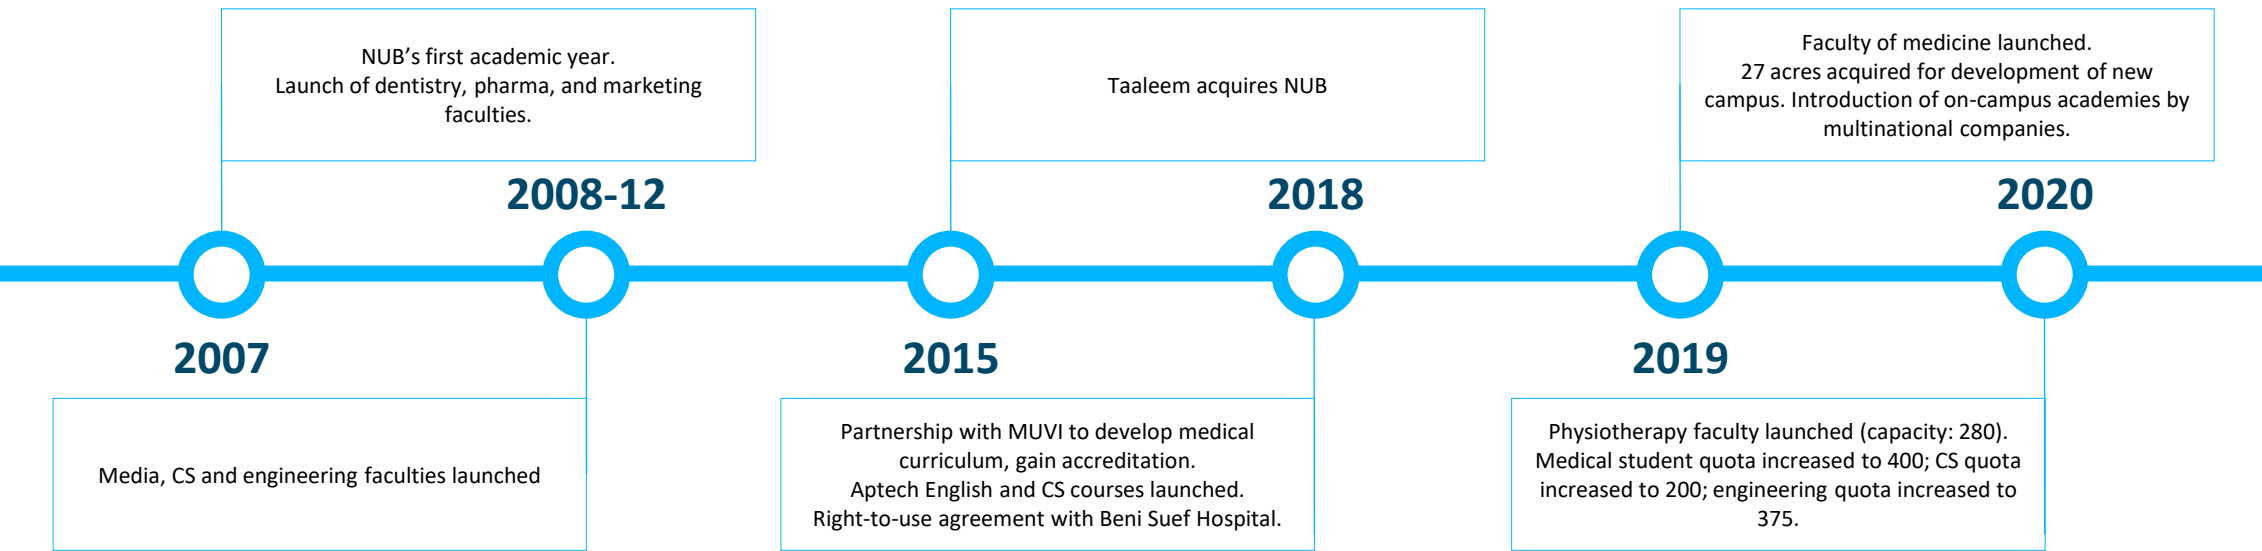 NUB’s first academic year.
Launch of dentistry, pharma, and marketing
faculties.
2007
2008-12
Media, CS and engineering faculties launched
Taaleem acquires NUB
2015
2018
Partnership with MUVI to develop medical
curriculum, gain accreditation.
Aptech English and CS courses launched.
Right-to-use agreement with Beni Suef Hospital.
Faculty of medicine launched.
27 acres acquired for development of new
campus. Introduction of on-campus academies by
multinational companies.
2019
2020
Physiotherapy faculty launched (capacity: 280).
Medical student quota increased to 400; CS quota
increased to 200; engineering quota increased to
375.